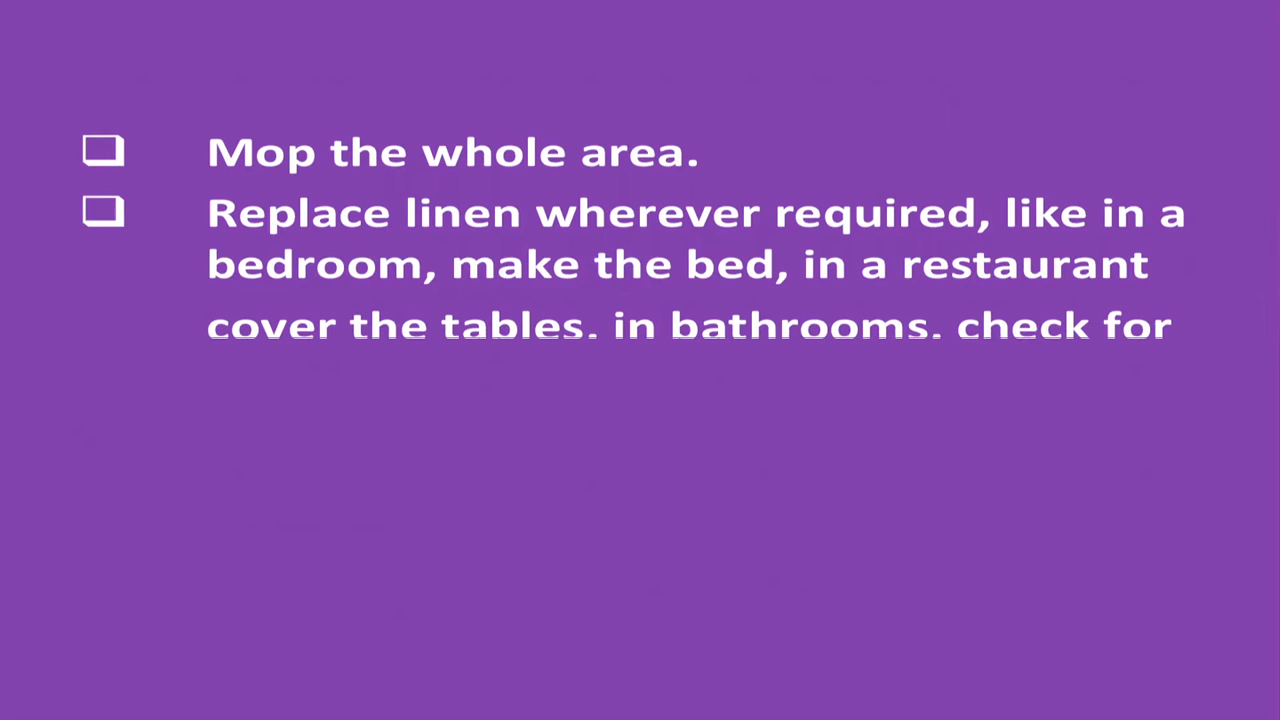 ❑ Mop the whole area.
❑ Replace linen wherever required, like in a
bedroom, make the bed, in a restaurant
cover the tables, in bathrooms, check for